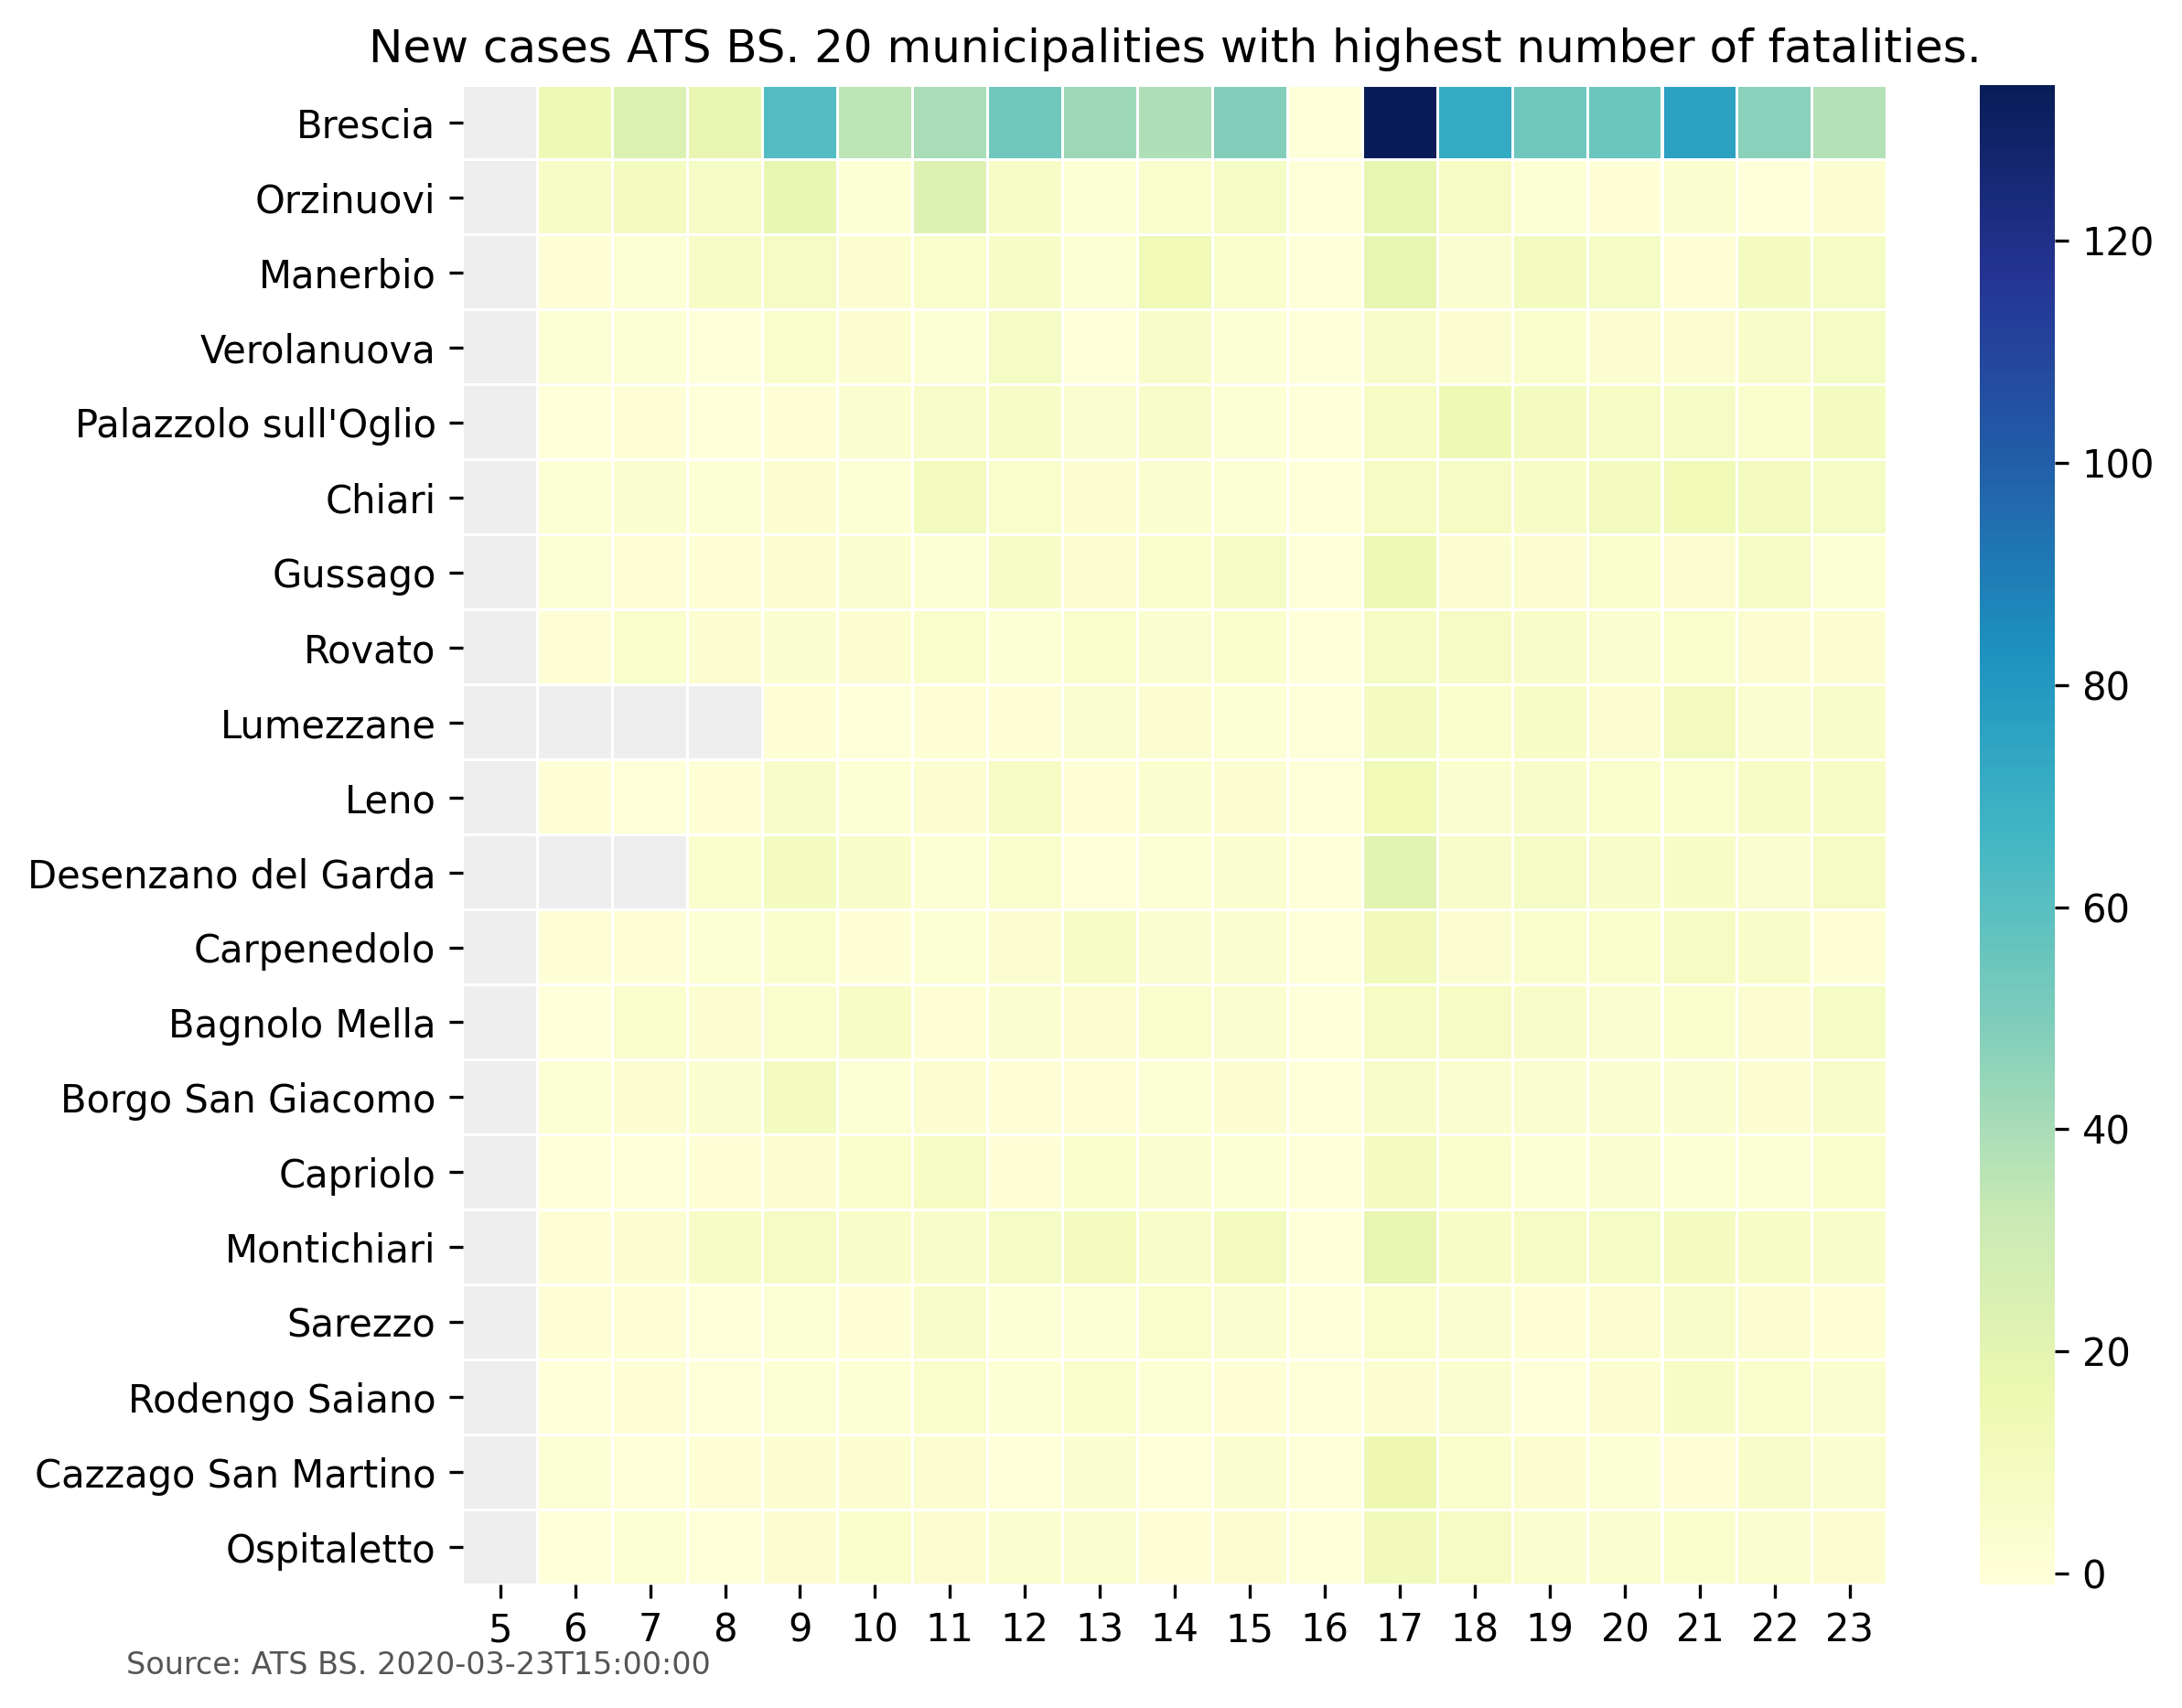 New cases ATS BS. 20 municipalities with highest number of fatalities.
Brescia
Orzinuovi
Manerbio
Verolanuova
Palazzolo sull'Oglio
Chiari
Gussago
Rovato
Lumezzane
Leno
Desenzano del Garda
Carpenedolo
Bagnolo Mella
Borgo San Giacomo
Capriolo
Montichiari
Sarezzo
Rodengo Saiano
Cazzago San Martino
Ospitaletto
5 6 7 8 9 10 11 12 13 14 15 16 17 18 19 20 21 22 23
120
100
80
60
40
20
0
Source: ATS BS. 2020-03-23T15:00:00